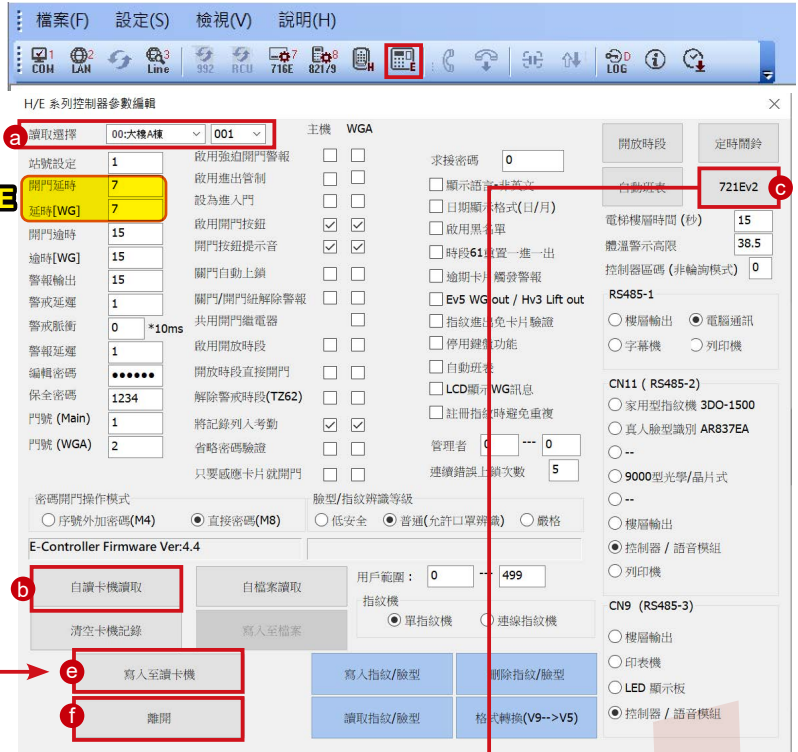 檔案(F) 設定(S) 檢視(V) 說明(H)
1 COM 2 LAN 3 Line 992 RCU 7 716E 8 821/9 H E D LOG
H/E 系列控制器參數編輯 ×
a 讀取選擇 00:大樓A棟 001 主機 WGA
開放時段 定時鬧鈴
自動班表 721Ev2 c
站號設定 1
開門延時 7
延時[WG] 7
開門逾時 15
逾時[WG] 15
警報輸出 15
警戒延遲 1
警戒脈衝 0 *10ms
警報延遲 1
編輯密碼 ●●●●●●
保全密碼 1234
門號 (Main) 1
門號 (WGA) 2
啟用強迫開門警報
啟用進出管制
設為進入門
啟用開門按鈕
開門按鈕提示音
關門自動上鎖
關門/開門紐解除警報
共用開門繼電器
啟用開放時段
開放時段直接開門
解除警戒時段(TZ62)
將記錄列入考勤
省略密碼驗證
只要感應卡片就開門
求接密碼 0
顯示語言-非英文
日期顯示格式(日/月)
啟用黑名單
時段61重置一進一出
逾期卡片觸發警報
Ev5 WG out / Hv3 Lift out
指紋進出免卡片驗證
停用鍵盤功能
自動班表
LCD顯示WG訊息
註冊指紋時避免重複
管理者 0 --- 0
連續錯誤上鎖次數 5
電梯樓層時間 (秒) 15
體溫警示高限 38.5
控制器區碼 (非輪詢模式) 0
RS485-1
樓層輸出 電腦通訊
字幕機 列印機
CN11 ( RS485-2)
家用型指紋機 3DO-1500
真人臉型識別 AR837EA
--
9000型光學/晶片式
--
樓層輸出
控制器 / 語音模組
列印機
CN9 (RS485-3)
樓層輸出
印表機
LED 顯示板
控制器 / 語音模組
密碼開門操作模式
序號外加密碼(M4) 直接密碼(M8)
臉型/指紋辨識等級
低安全 普通(允許口罩辨識) 嚴格
E-Controller Firmware Ver:4.4
b 自讀卡機讀取 自檔案讀取
用戶範圍： 0 --- 499
指紋機
單指紋機 連線指紋機
清空卡機記錄 寫入至檔案
e 寫入至讀卡機 寫入指紋/臉型 刪除指紋/臉型
f 離開 讀取指紋/臉型 格式轉換(V9-->V5)